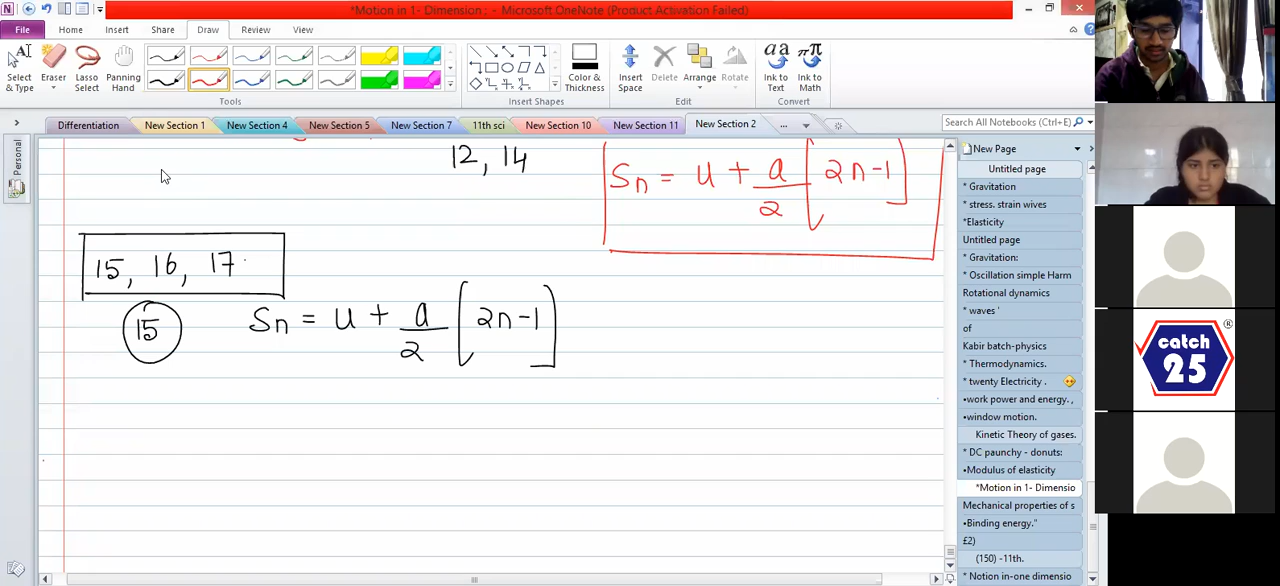 *Motion in 1- Dimension : - Microsoft OneNote (Product Activation Failed)
File Home Insert Share Draw Review View
Select & Type
Eraser
Lasso Select
Panning Hand
Color & Thickness
Insert Space
Delete
Arrange
Rotate
Ink to Text
Ink to Math
Tools
Insert Shapes
Edit
Convert
Differentiation New Section 1 New Section 4 New Section 5 New Section 7 11th sci New Section 10 New Section 11 New Section 2 ...
Search All Notebooks (Ctrl+E)
Personal
12, 14
Sn = u + a/2 [2n-1]
15, 16, 17
15
Sn = u + a/2 [2n-1]
New Page
Untitled page
* Gravitation
* stress. strain wives
*Elasticity
Untitled page
* Gravitation:
* Oscillation simple Harm
Rotational dynamics
* waves '
of
Kabir batch-physics
* Thermodynamics.
* twenty Electricity .
•work power and energy. ,
•window motion.
Kinetic Theory of gases.
* DC paunchy - donuts:
•Modulus of elasticity
*Motion in 1- Dimensio
Mechanical properties of s
•Binding energy."
£2)
(150) -11th.
* Notion in-one dimensio
catch
25
®